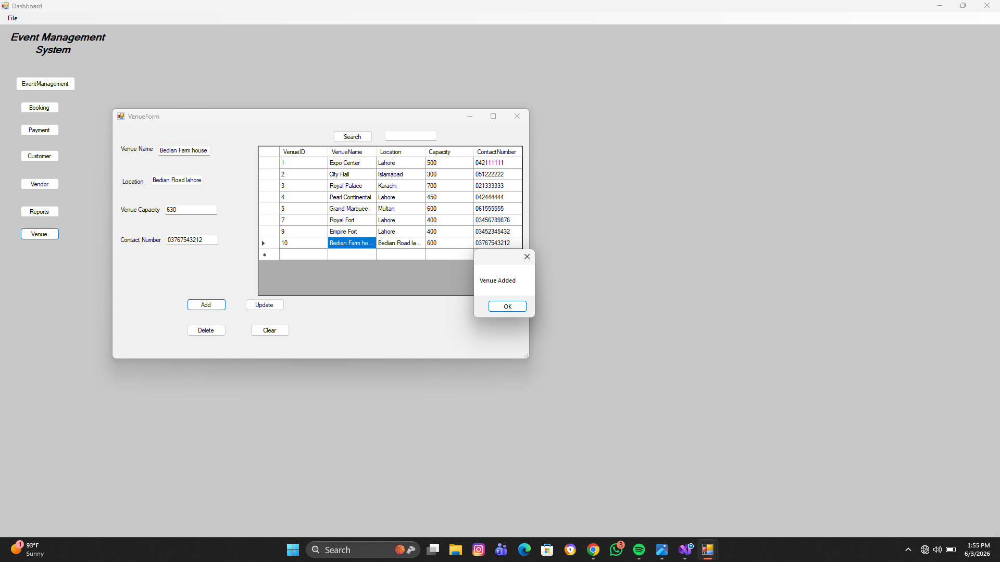 Dashboard
File
Event Management
System
EventManagement
Booking
Payment
Customer
Vendor
Reports
Venue
VenueForm
Search
Venue Name Bedian Farm house
Location Bedian Road lahore
Venue Capacity 630
Contact Number 03767543212
VenueID VenueName Location Capacity ContactNumber
1 Expo Center Lahore 500 042111111
2 City Hall Islamabad 300 051222222
3 Royal Palace Karachi 700 021333333
4 Pearl Continental Lahore 450 042444444
5 Grand Marquee Multan 600 061555555
7 Royal Fort Lahore 400 03456789876
9 Empire Fort Lahore 400 03452345432
10 Bedian Farm ho... Bedian Road la... 600 03767543212
Venue Added
OK
Add Update
Delete Clear
1
93°F
Sunny
Search
3
1:55 PM
6/3/2026